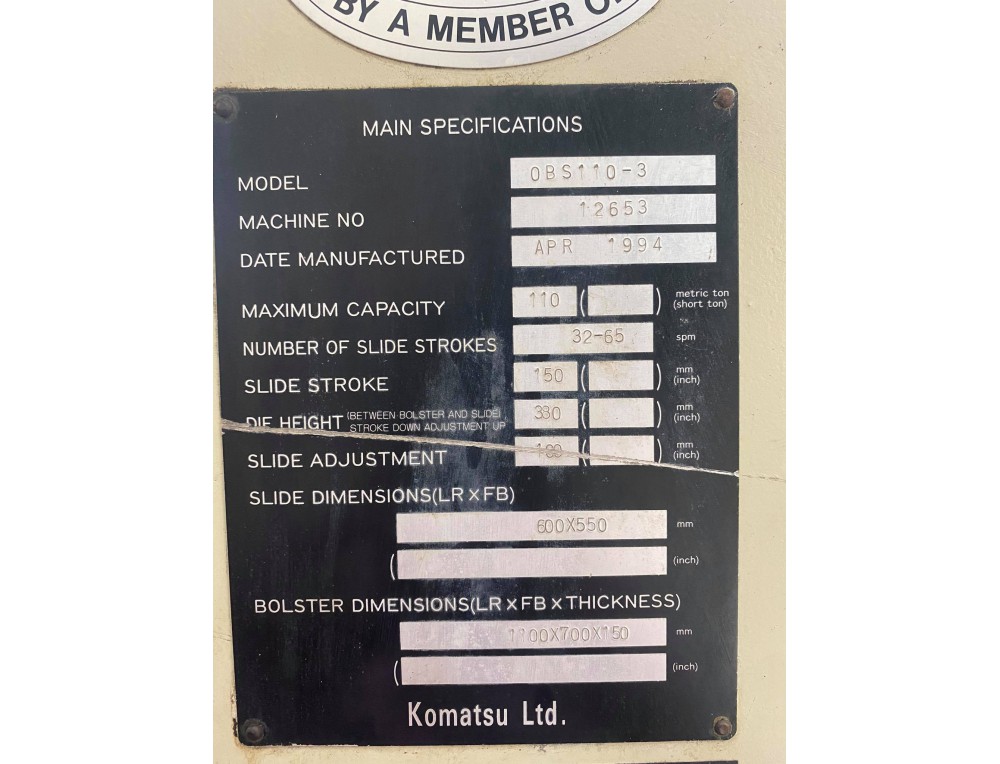 BY A MEMBER O
MAIN SPECIFICATIONS
MODEL OBS110-3
MACHINE NO 12653
DATE MANUFACTURED APR 1994
MAXIMUM CAPACITY 110 ( ) metric ton (short ton)
NUMBER OF SLIDE STROKES 32-65 spm
SLIDE STROKE 150 ( ) mm (inch)
DIE HEIGHT (BETWEEN BOLSTER AND SLIDE) STROKE DOWN ADJUSTMENT UP 330 ( ) mm (inch)
SLIDE ADJUSTMENT ( ) mm (inch)
SLIDE DIMENSIONS(LR x FB)
600X550 mm
( (inch)
BOLSTER DIMENSIONS(LR x FB x THICKNESS)
1100X700X150 mm
( (inch)
Komatsu Ltd.